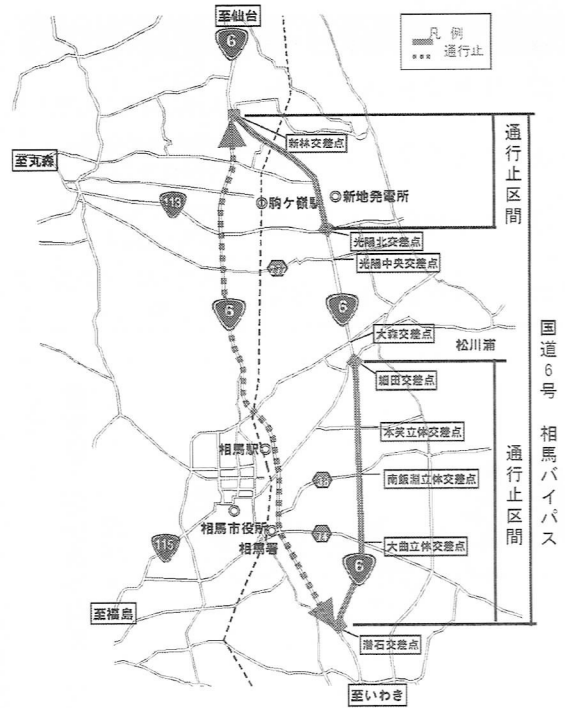 至仙台
6
凡 例
通行止
新林交差点
至丸森
通行止区間
新地発電所
駒ケ嶺駅
113
光陽北交差点
光陽中央交差点
6
6
大森交差点
松川浦
国道6号 相馬バイパス
細田交差点
本笑立体交差点
相馬駅
通行止区間
南飯淵立体交差点
相馬市役所
相馬署
74
大曲立体交差点
115
6
至福島
潜石交差点
至いわき